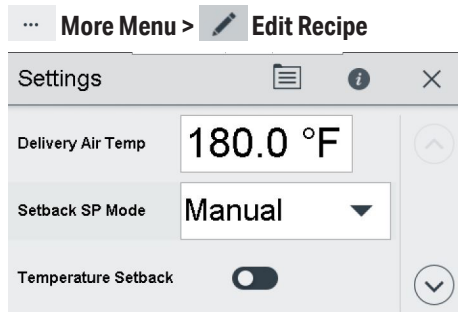 ··· More Menu > Edit Recipe
Settings
Delivery Air Temp 180.0 °F
Setback SP Mode Manual
Temperature Setback